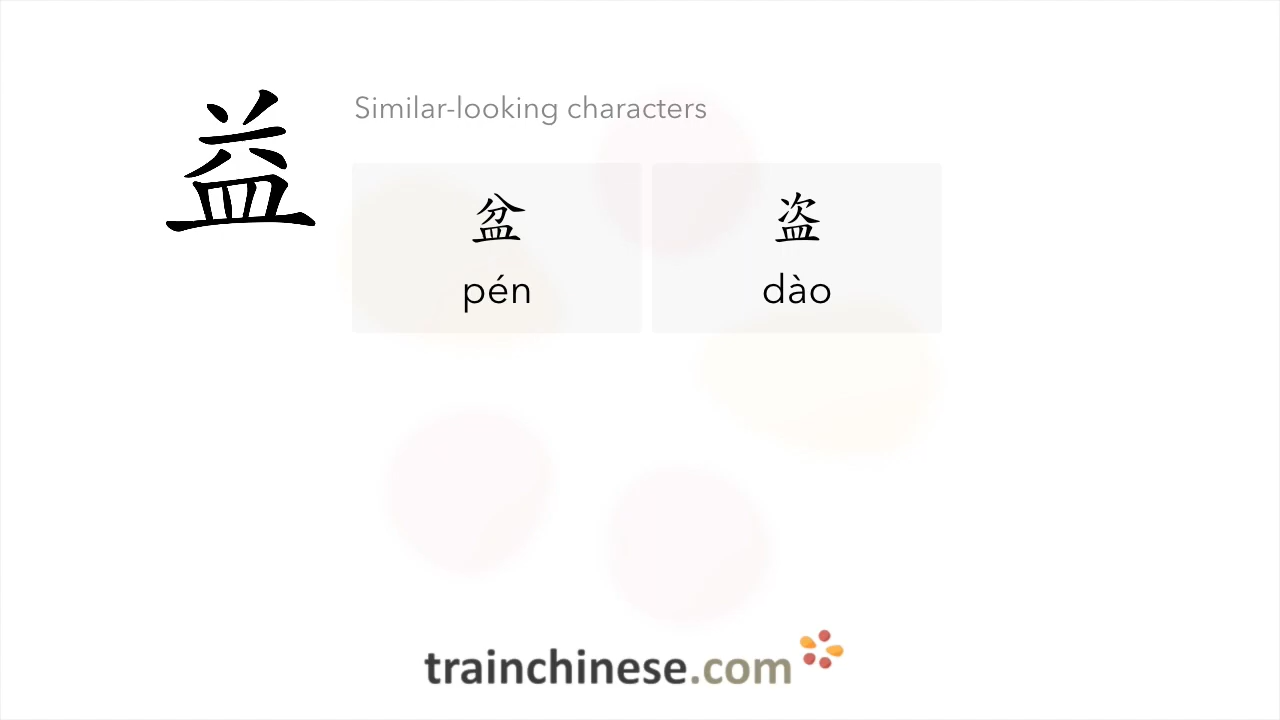 益
Similar-looking characters
盆 盗
pén dào
trainchinese.com